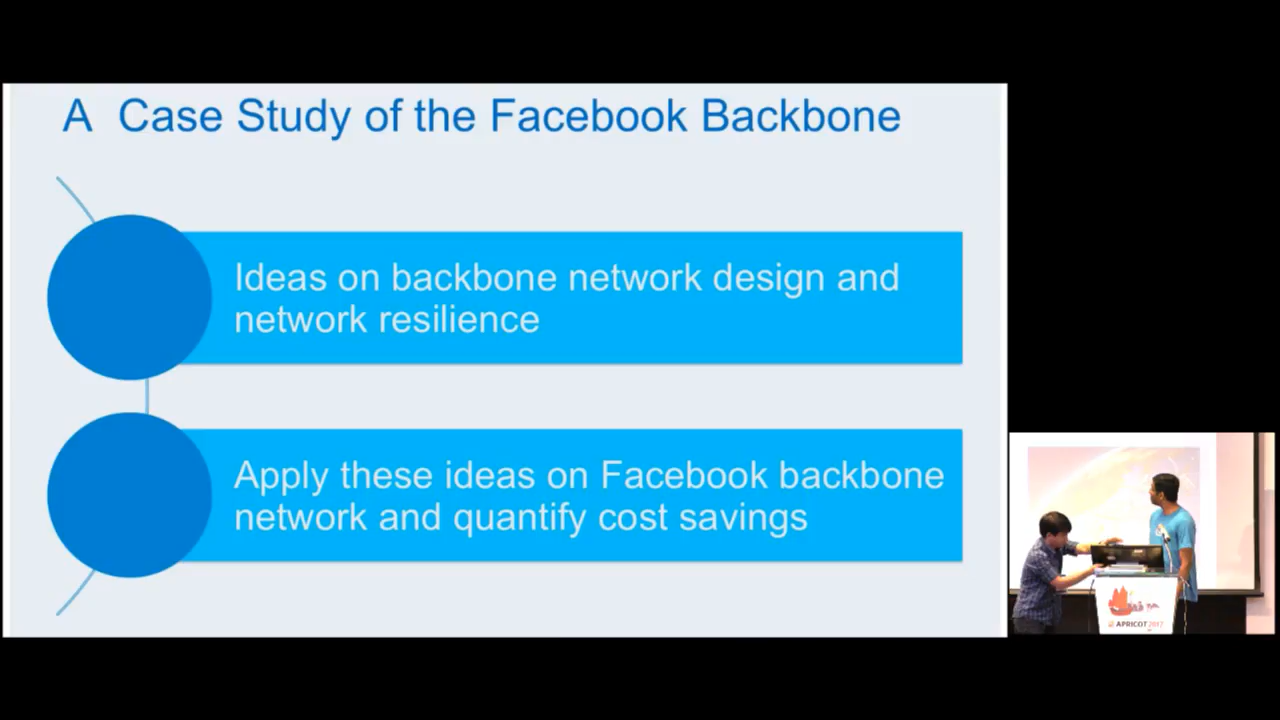 A Case Study of the Facebook Backbone
Ideas on backbone network design and
network resilience
Apply these ideas on Facebook backbone
network and quantify cost savings
APRICOT 2017